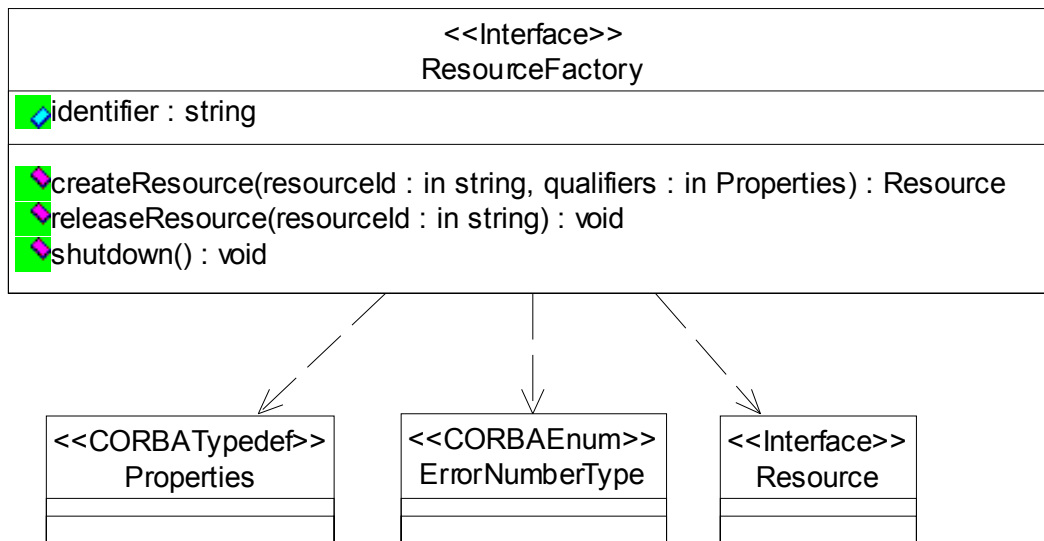 <<Interface>>
ResourceFactory
identifier : string
createResource(resourceId : in string, qualifiers : in Properties) : Resource
releaseResource(resourceId : in string) : void
shutdown() : void
<<CORBATypedef>>
Properties
<<CORBAEnum>>
ErrorNumberType
<<Interface>>
Resource